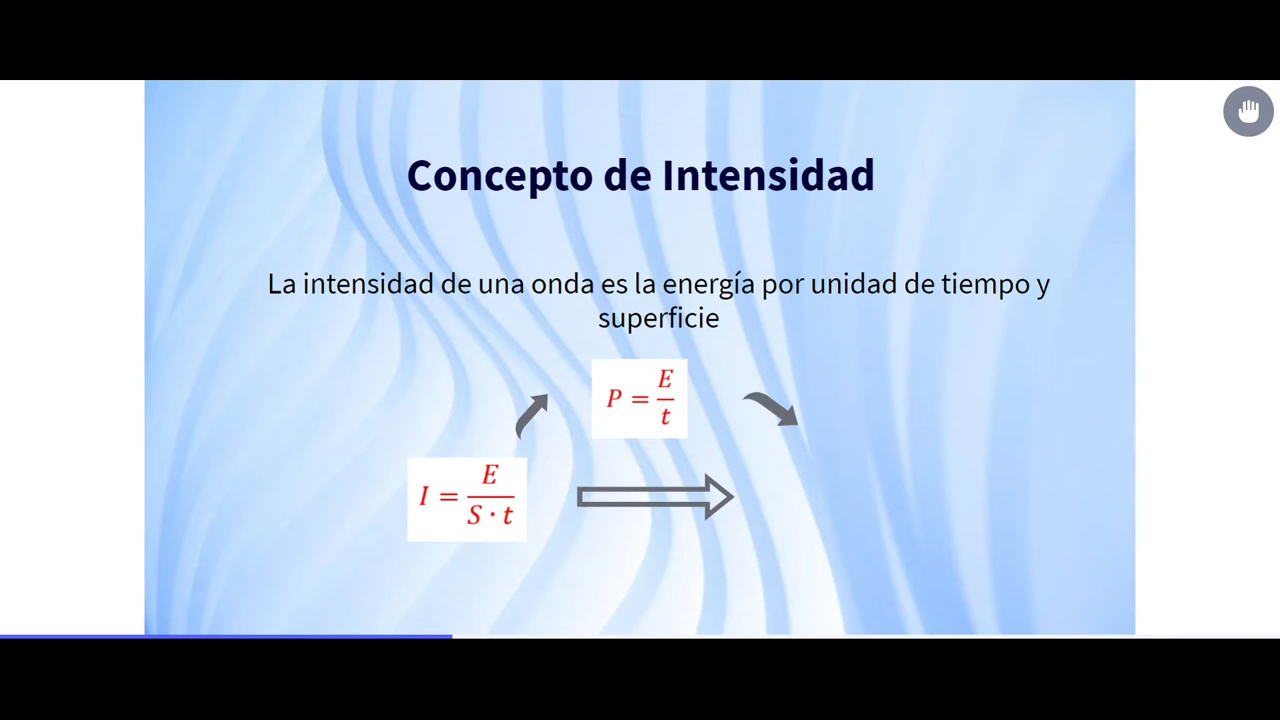 Concepto de Intensidad
La intensidad de una onda es la energía por unidad de tiempo y
superficie
P = E/t
I = E/(S · t)